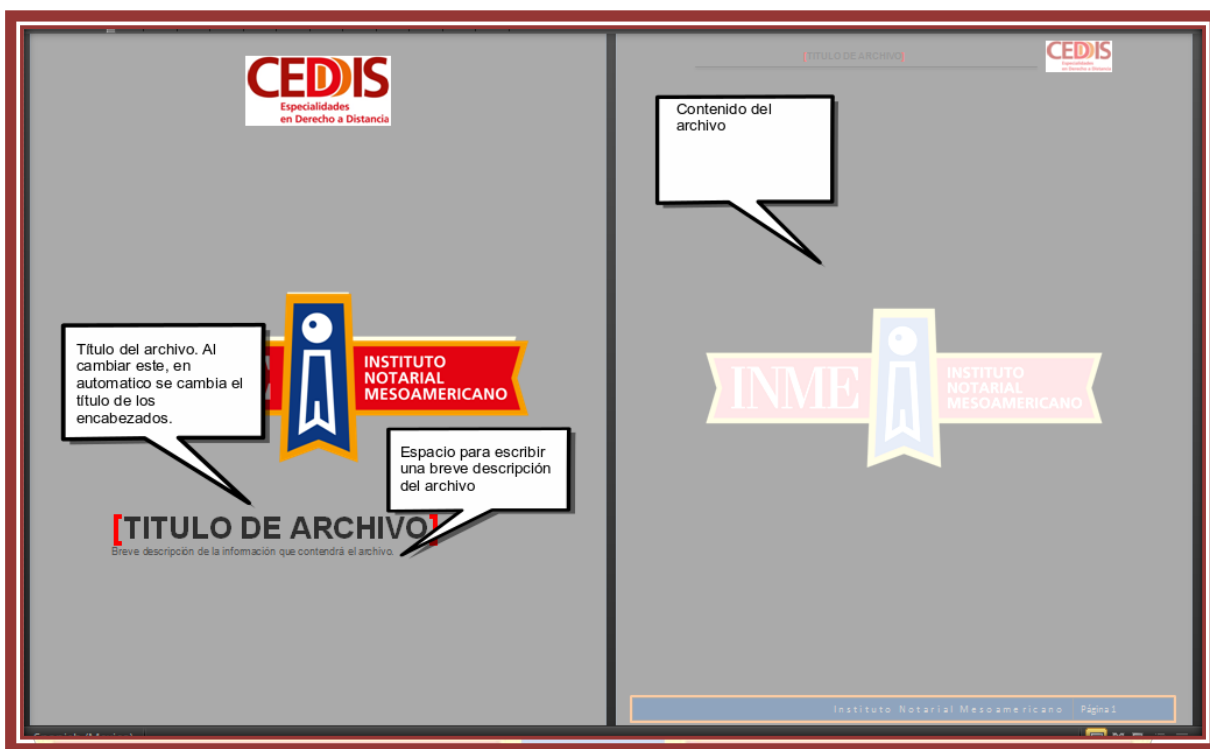 CEDDIS
Especialidades
en Derecho a Distancia
Título del archivo. Al
cambiar este, en
automatico se cambia el
título de los
encabezados.
INSTITUTO
NOTARIAL
MESOAMERICANO
Espacio para escribir
una breve descripción
del archivo
[TITULO DE ARCHIVO]
Breve descripción de la información que contendrá el archivo.
[TITULO DE ARCHIVO]
CEDDIS
Especialidades
en Derecho a Distancia
Contenido del
archivo
INME
INSTITUTO
NOTARIAL
MESOAMERICANO
Instituto Notarial Mesoamericano Página 1